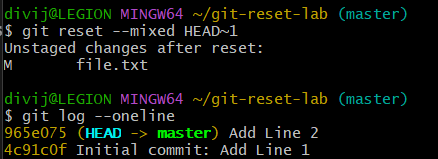 divij@LEGION MINGW64 ~/git-reset-lab (master)
$ git reset --mixed HEAD~1
Unstaged changes after reset:
M       file.txt
divij@LEGION MINGW64 ~/git-reset-lab (master)
$ git log --oneline
965e075 (HEAD -> master) Add Line 2
4c91c0f Initial commit: Add Line 1